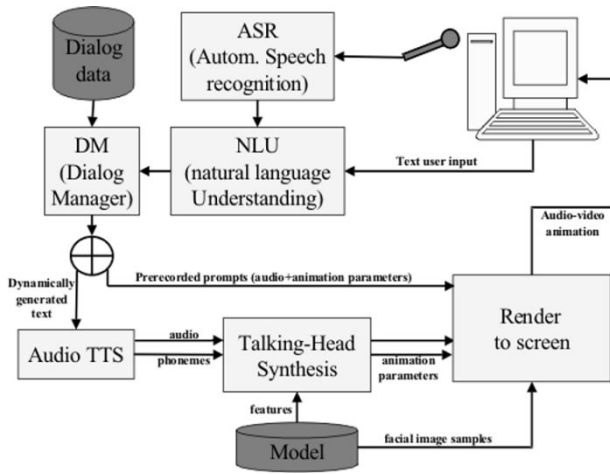 Dialog
data
ASR
(Autom. Speech
recognition)
DM
(Dialog
Manager)
NLU
(natural language
Understanding)
Text user input
Audio-video
animation
Dynamically
generated
text
Prerecorded prompts (audio+animation parameters)
Audio TTS
audio
phonemes
Talking-Head
Synthesis
animation
parameters
Render
to screen
features
Model
facial image samples